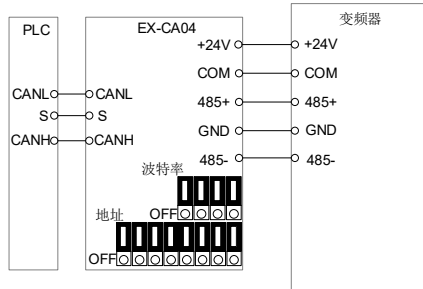 PLC
EX-CA04
变频器
+24V
+24V
COM
COM
CANL
CANL
485+
485+
S
S
GND
GND
CANH
CANH
485-
485-
波特率
地址
OFF
OFF